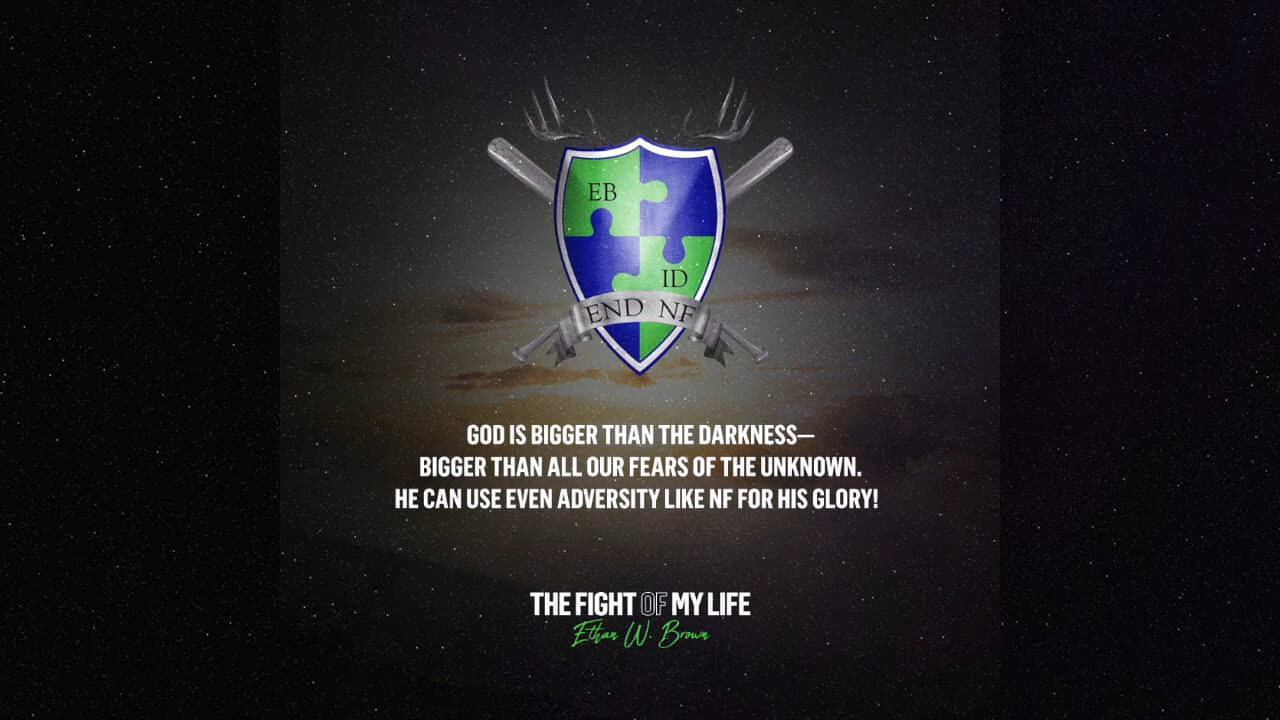 EB
ID
END NF
GOD IS BIGGER THAN THE DARKNESS—
BIGGER THAN ALL OUR FEARS OF THE UNKNOWN.
HE CAN USE EVEN ADVERSITY LIKE NF FOR HIS GLORY!
THE FIGHT OF MY LIFE
Ethan W. Brown